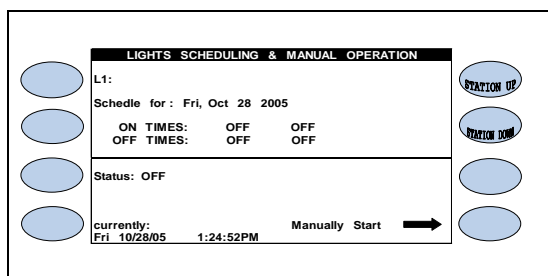 LIGHTS SCHEDULING & MANUAL OPERATION
L1:
STATION UP
Schedle for : Fri, Oct 28 2005
ON TIMES: OFF OFF
STATION DOWN
OFF TIMES: OFF OFF
Status: OFF
currently: Manually Start
Fri 10/28/05 1:24:52PM